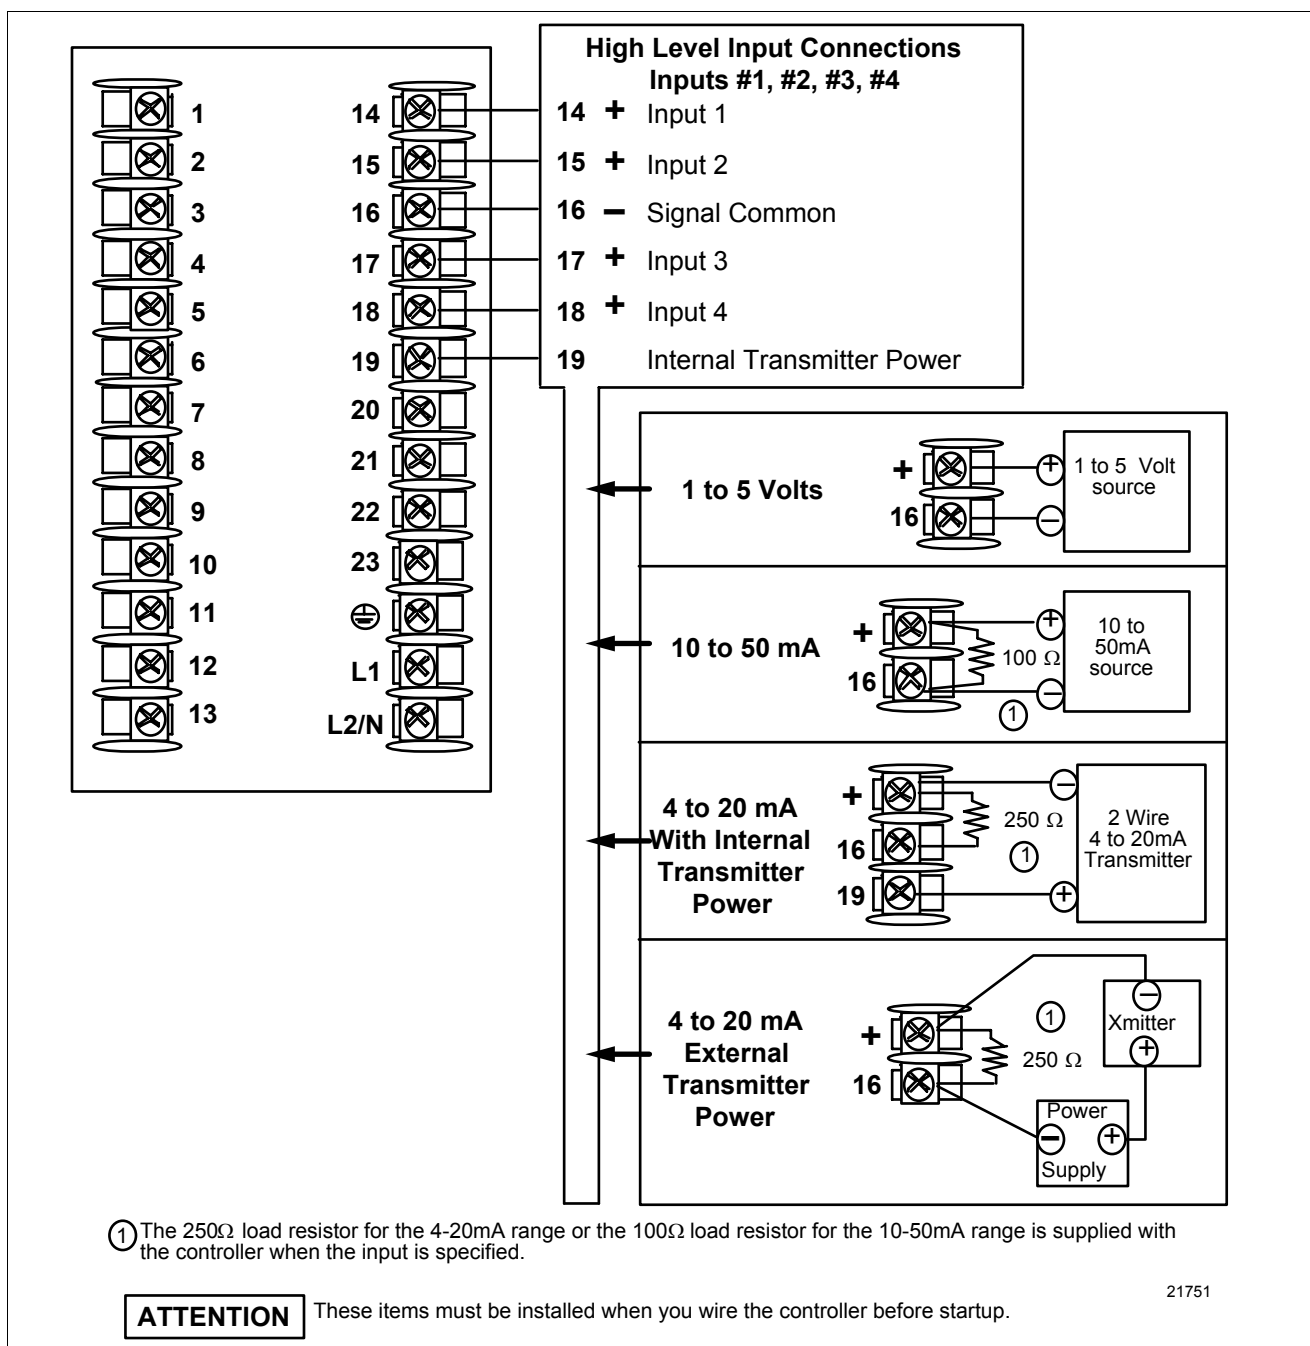 High Level Input Connections
Inputs #1, #2, #3, #4
14 + Input 1
15 + Input 2
16 – Signal Common
17 + Input 3
18 + Input 4
19 Internal Transmitter Power
1
2
3
4
5
6
7
8
9
10
11
12
13
14
15
16
17
18
19
20
21
22
23
L1
L2/N
1 to 5 Volts
+
16
+
–
1 to 5 Volt
source
10 to 50 mA
+
16
100 Ω
1
+
–
10 to
50mA
source
4 to 20 mA
With Internal
Transmitter
Power
+
16
19
250 Ω
1
–
+
2 Wire
4 to 20mA
Transmitter
4 to 20 mA
External
Transmitter
Power
+
16
250 Ω
1
–
Xmitter
+
Power
– +
Supply
1 The 250Ω load resistor for the 4-20mA range or the 100Ω load resistor for the 10-50mA range is supplied with
the controller when the input is specified.
21751
ATTENTION These items must be installed when you wire the controller before startup.